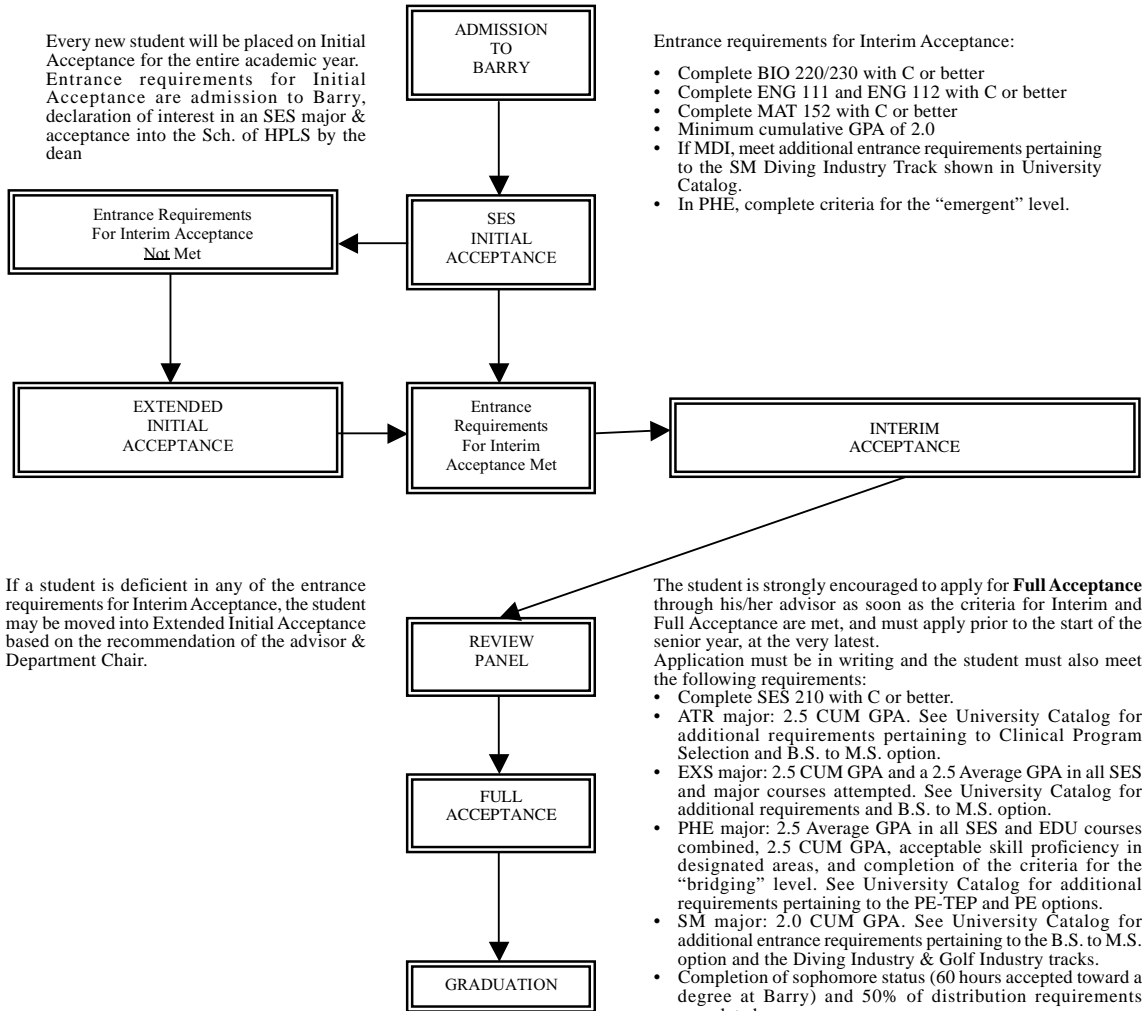 ADMISSION
TO
BARRY
Every new student will be placed on Initial
Acceptance for the entire academic year.
Entrance requirements for Initial
Acceptance are admission to Barry,
declaration of interest in an SES major &
acceptance into the Sch. of HPLS by the
dean
Entrance requirements for Interim Acceptance:
• Complete BIO 220/230 with C or better
• Complete ENG 111 and ENG 112 with C or better
• Complete MAT 152 with C or better
• Minimum cumulative GPA of 2.0
• If MDI, meet additional entrance requirements pertaining
to the SM Diving Industry Track shown in University
Catalog.
• In PHE, complete criteria for the “emergent” level.
Entrance Requirements
For Interim Acceptance
Not Met
SES
INITIAL
ACCEPTANCE
EXTENDED
INITIAL
ACCEPTANCE
Entrance
Requirements
For Interim
Acceptance Met
INTERIM
ACCEPTANCE
If a student is deficient in any of the entrance
requirements for Interim Acceptance, the student
may be moved into Extended Initial Acceptance
based on the recommendation of the advisor &
Department Chair.
REVIEW
PANEL
FULL
ACCEPTANCE
GRADUATION
The student is strongly encouraged to apply for Full Acceptance
through his/her advisor as soon as the criteria for Interim and
Full Acceptance are met, and must apply prior to the start of the
senior year, at the very latest.
Application must be in writing and the student must also meet
the following requirements:
• Complete SES 210 with C or better.
• ATR major: 2.5 CUM GPA. See University Catalog for
additional requirements pertaining to Clinical Program
Selection and B.S. to M.S. option.
• EXS major: 2.5 CUM GPA and a 2.5 Average GPA in all SES
and major courses attempted. See University Catalog for
additional requirements and B.S. to M.S. option.
• PHE major: 2.5 Average GPA in all SES and EDU courses
combined, 2.5 CUM GPA, acceptable skill proficiency in
designated areas, and completion of the criteria for the
“bridging” level. See University Catalog for additional
requirements pertaining to the PE-TEP and PE options.
• SM major: 2.0 CUM GPA. See University Catalog for
additional entrance requirements pertaining to the B.S. to M.S.
option and the Diving Industry & Golf Industry tracks.
• Completion of sophomore status (60 hours accepted toward a
degree at Barry) and 50% of distribution requirements